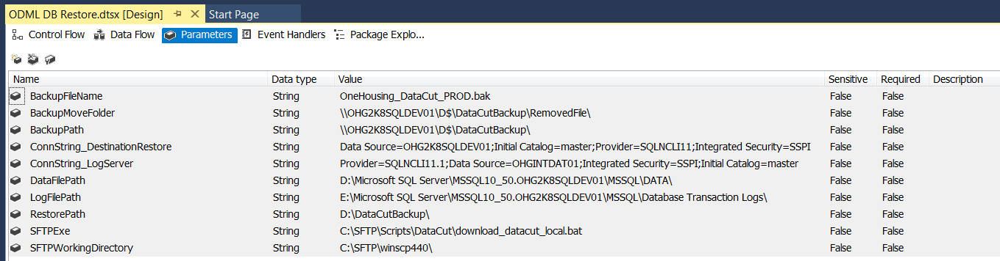 ODML DB Restore.dtsx [Design] Start Page
Control Flow Data Flow Parameters Event Handlers Package Explo...
Name Data type Value Sensitive Required Description
BackupFileName String OneHousing_DataCut_PROD.bak False False
BackupMoveFolder String \\OHG2K8SQLDEV01\D$\DataCutBackup\RemovedFile\ False False
BackupPath String \\OHG2K8SQLDEV01\D$\DataCutBackup\ False False
ConnString_DestinationRestore String Data Source=OHG2K8SQLDEV01;Initial Catalog=master;Provider=SQLNCLI11;Integrated Security=SSPI False False
ConnString_LogServer String Provider=SQLNCLI11.1;Data Source=OHGINTDAT01;Integrated Security=SSPI;Initial Catalog=master False False
DataFilePath String D:\Microsoft SQL Server\MSSQL10_50.OHG2K8SQLDEV01\MSSQL\DATA\ False False
LogFilePath String E:\Microsoft SQL Server\MSSQL10_50.OHG2K8SQLDEV01\MSSQL\Database Transaction Logs\ False False
RestorePath String D:\DataCutBackup\ False False
SFTPExe String C:\SFTP\Scripts\DataCut\download_datacut_local.bat False False
SFTPWorkingDirectory String C:\SFTP\winscp440\ False False